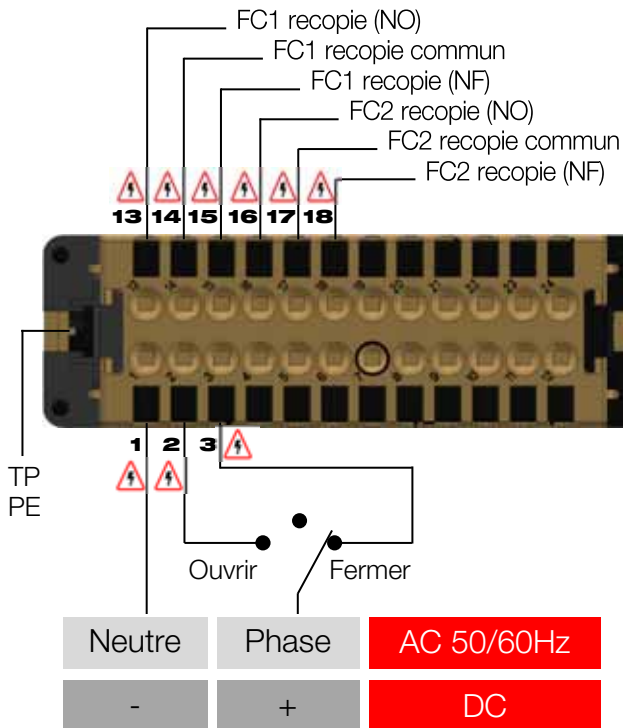 FC1 recopie (NO)
FC1 recopie commun
FC1 recopie (NF)
FC2 recopie (NO)
FC2 recopie commun
FC2 recopie (NF)
13 14 15 16 17 18
1 2 3
TP
PE
Ouvrir Fermer
Neutre Phase AC 50/60Hz
- + DC